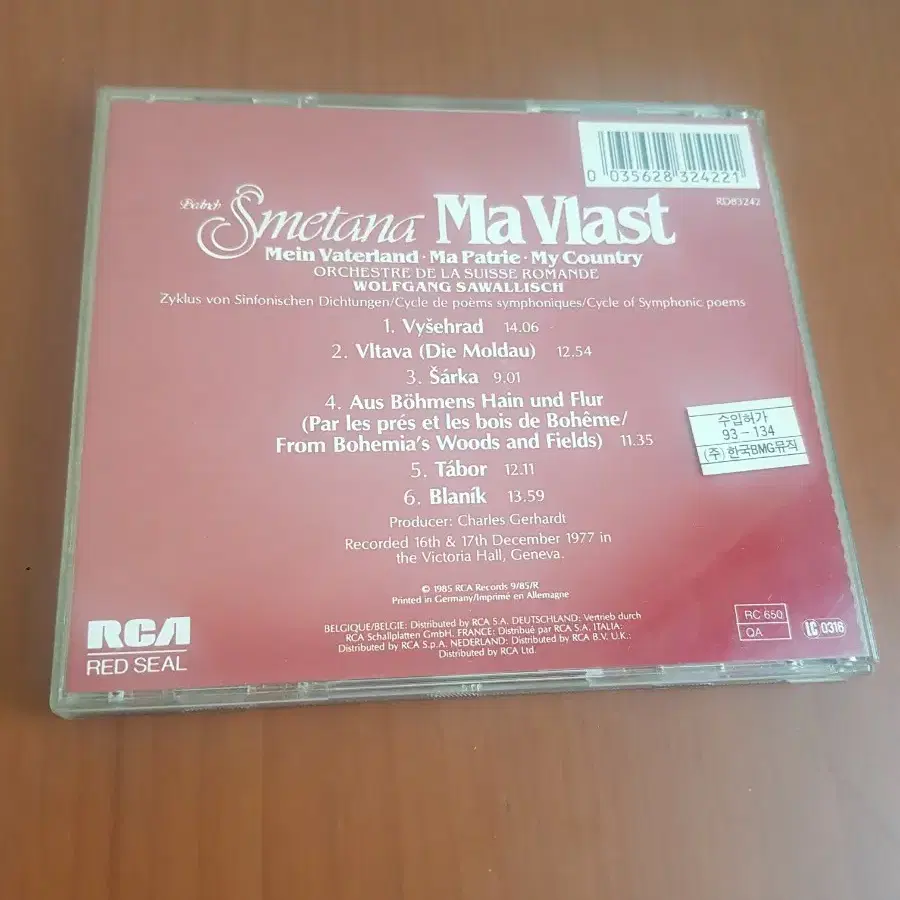 0 035628 324221
RD83242
Bedřich Smetana Ma Vlast
Mein Vaterland · Ma Patrie · My Country
ORCHESTRE DE LA SUISSE ROMANDE
WOLFGANG SAWALLISCH
Zyklus von Sinfonischen Dichtungen/Cycle de poèms symphoniques/Cycle of Symphonic poems
1. Vyšehrad 14.06
2. Vltava (Die Moldau) 12.54
3. Šárka 9.01
4. Aus Böhmens Hain und Flur
(Par les prés et les bois de Bohême/
From Bohemia's Woods and Fields) 11.35
5. Tábor 12.11
6. Blaník 13.59
수입허가
93-134
(주)한국BMG뮤직
Producer: Charles Gerhardt
Recorded 16th & 17th December 1977 in
the Victoria Hall, Geneva.
© 1985 RCA Records 9/85/R
Printed in Germany/Imprimé en Allemagne
BELGIQUE/BELGIE: Distributed by RCA S.A. DEUTSCHLAND: Vertrieb durch
RCA Schallplatten GmbH. FRANCE: Distribué par RCA S.A. ITALIA:
Distributed by RCA S.p.A. NEDERLAND: Distributed by RCA B.V. U.K.:
Distributed by RCA Ltd.
RCA
RED SEAL
RC 650
QA
LC 0316